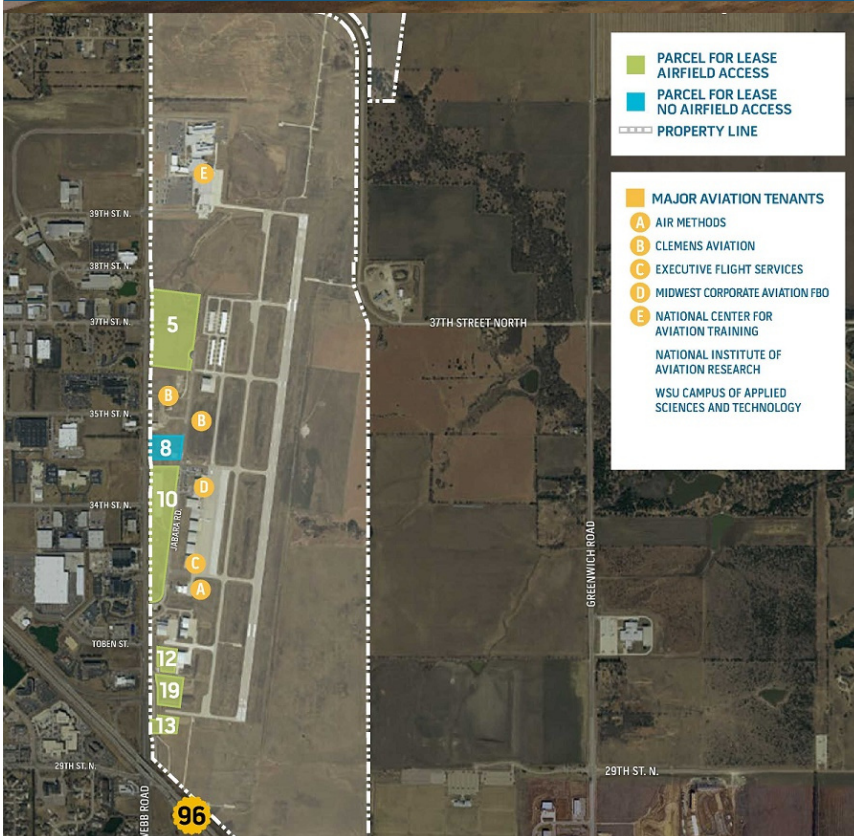 PARCEL FOR LEASE
AIRFIELD ACCESS
PARCEL FOR LEASE
NO AIRFIELD ACCESS
PROPERTY LINE
MAJOR AVIATION TENANTS
A AIR METHODS
B CLEMENS AVIATION
C EXECUTIVE FLIGHT SERVICES
D MIDWEST CORPORATE AVIATION FBO
E NATIONAL CENTER FOR
AVIATION TRAINING
NATIONAL INSTITUTE OF
AVIATION RESEARCH
WSU CAMPUS OF APPLIED
SCIENCES AND TECHNOLOGY
E
39TH ST. N.
38TH ST. N.
37TH ST. N.
5
37TH STREET NORTH
B
35TH ST. N.
B
8
D
10
34TH ST. N.
JABARA RD.
C
A
GREENWICH ROAD
TOBEN ST.
12
19
13
29TH ST. N.
29TH ST. N.
WEBB ROAD
96